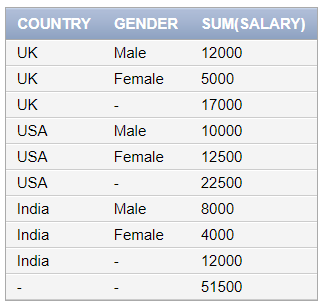 COUNTRY GENDER SUM(SALARY)
UK Male 12000
UK Female 5000
UK - 17000
USA Male 10000
USA Female 12500
USA - 22500
India Male 8000
India Female 4000
India - 12000
- - 51500